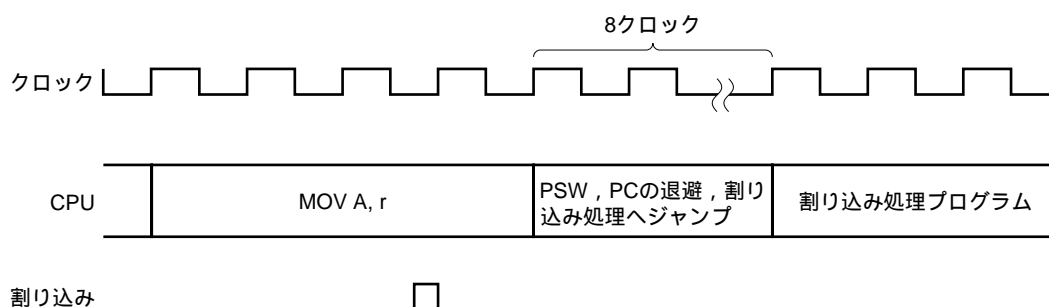 8クロック
クロック
CPU
MOV A, r
PSW，PCの退避，割り
込み処理へジャンプ
割り込み処理プログラム
割り込み